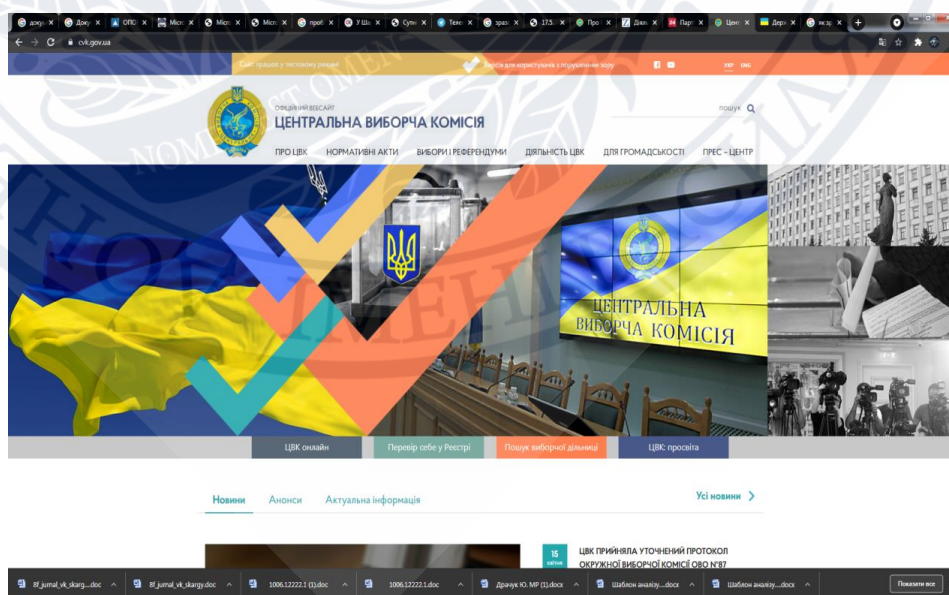 cvk.gov.ua
Сайт працює у тестовому режимі
Версія для користувачів з порушенням зору
УКР ENG
ОФІЦІЙНИЙ ВЕБСАЙТ
ЦЕНТРАЛЬНА ВИБОРЧА КОМІСІЯ
пошук
ПРО ЦВК НОРМАТИВНІ АКТИ ВИБОРИ І РЕФЕРЕНДУМИ ДІЯЛЬНІСТЬ ЦВК ДЛЯ ГРОМАДСЬКОСТІ ПРЕС - ЦЕНТР
ЦЕНТРАЛЬНА
ВИБОРЧА КОМІСІЯ
ЦВК онлайн Перевір себе у Реєстрі Пошук виборчої дільниці ЦВК: просвіта
Новини Анонси Актуальна інформація Усі новини
15
квітня
ЦВК ПРИЙНЯЛА УТОЧНЕНИЙ ПРОТОКОЛ
ОКРУЖНОЇ ВИБОРЧОЇ КОМІСІЇ ОВО №87
8f_jurnal_vk_skarg....doc 8f_jurnal_vk_skargy.doc 1006.12222.1 (1).doc 1006.12222.1.doc Драчук Ю. МР (1).docx Шаблон аналізу....docx Шаблон аналізу....docx Показати все